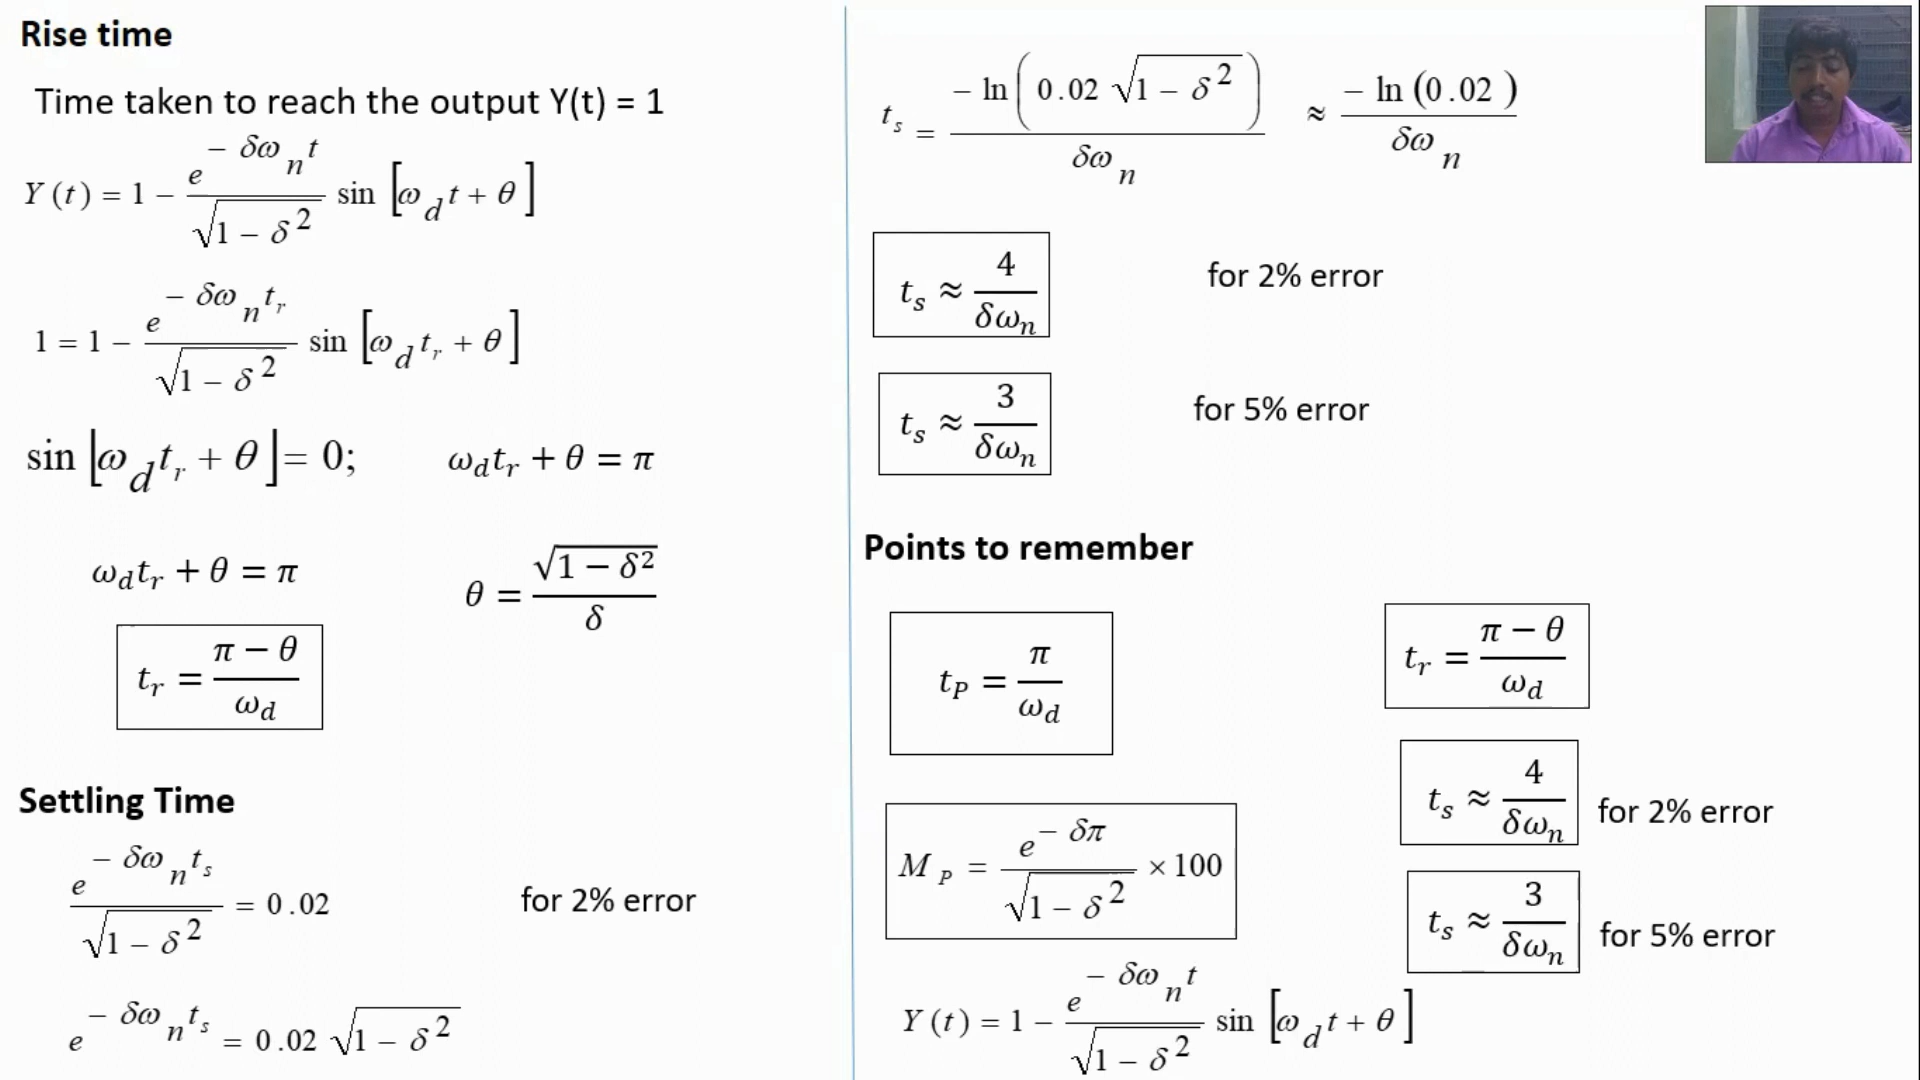 Rise time
Time taken to reach the output Y(t) = 1
Y (t) = 1 − e^(− δω_n t) / √(1 − δ²) sin [ω_d t + θ]
1 = 1 − e^(− δω_n t_r) / √(1 − δ²) sin [ω_d t_r + θ]
sin [ω_d t_r + θ] = 0; ω_d t_r + θ = π
ω_d t_r + θ = π θ = √(1 − δ²) / δ
t_r = (π − θ) / ω_d
Settling Time
e^(− δω_n t_s) / √(1 − δ²) = 0.02 for 2% error
e^(− δω_n t_s) = 0.02 √(1 − δ²)
t_s = − ln (0.02 √(1 − δ²)) / δω_n ≈ − ln (0.02) / δω_n
t_s ≈ 4 / δω_n for 2% error
t_s ≈ 3 / δω_n for 5% error
Points to remember
t_P = π / ω_d t_r = (π − θ) / ω_d
t_s ≈ 4 / δω_n for 2% error
M_P = e^(− δπ) / √(1 − δ²) × 100
t_s ≈ 3 / δω_n for 5% error
Y (t) = 1 − e^(− δω_n t) / √(1 − δ²) sin [ω_d t + θ]